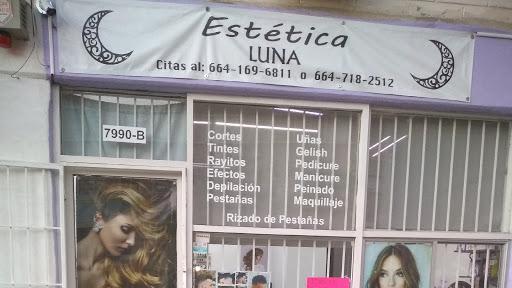 Estética
LUNA
Citas al: 664-169-6811 o 664-718-2512
7990-B
Cortes
Tintes
Rayitos
Efectos
Depilación
Pestañas
Uñas
Gelish
Pedicure
Manicure
Peinado
Maquillaje
Rizado de Pestañas